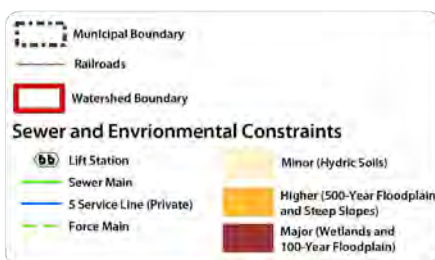 Municipal Boundary
Railroads
Watershed Boundary
Sewer and Envrionmental Constraints
Lift Station
Sewer Main
S Service Line (Private)
Force Main
Minor (Hydric Soils)
Higher (500-Year Floodplain
and Steep Slopes)
Major (Wetlands and
100-Year Floodplain)